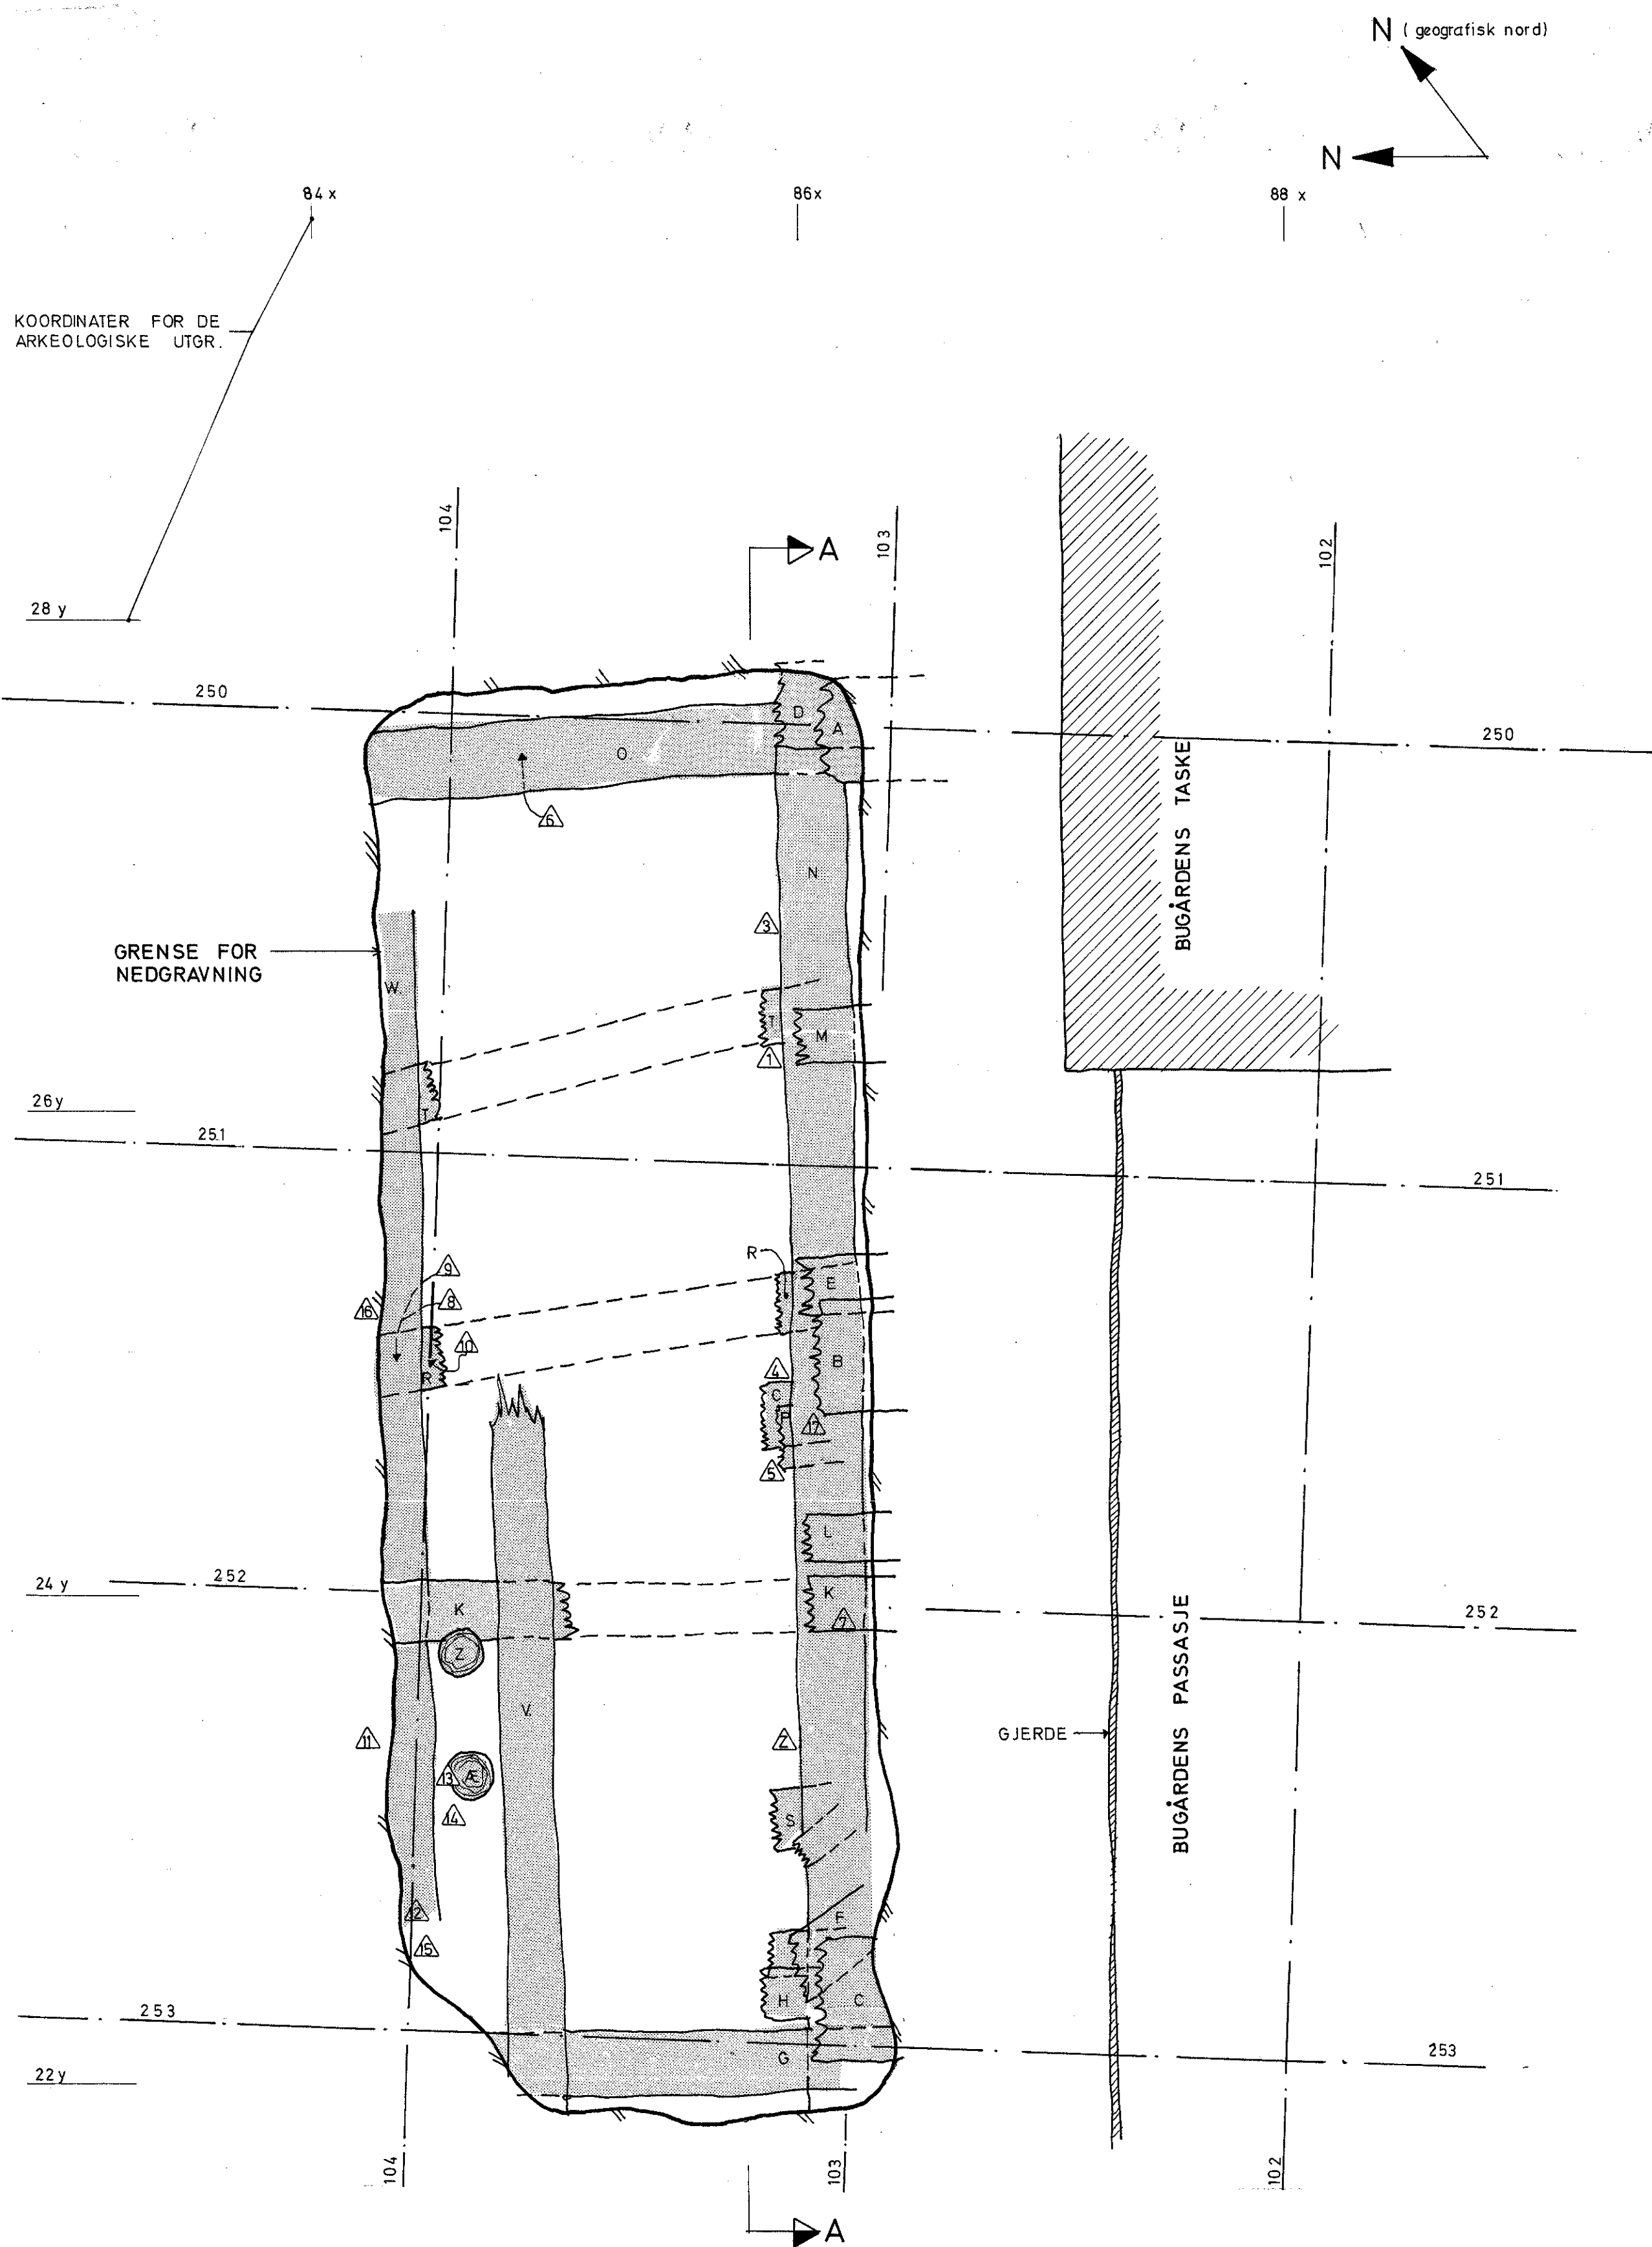 N ( geografisk nord)
N
84 x
86x
88 x
KOORDINATER FOR DE
ARKEOLOGISKE UTGR.
104
A
103
102
28 y
250
D
A
O.
250
6
BUGÅRDENS TASKE
N
3
GRENSE FOR
NEDGRAVNING
W.
T
M
1
26y
T
251
251
R
E
9
16
8
10
R
B
4
C
P
17
5
L
24 y
252
K
K
7
252
Z
V.
11
Z
GJERDE
BUGÅRDENS PASSASJE
13
Æ
14
S
12
15
F
H
C
253
G
253
22y
104
103
102
A